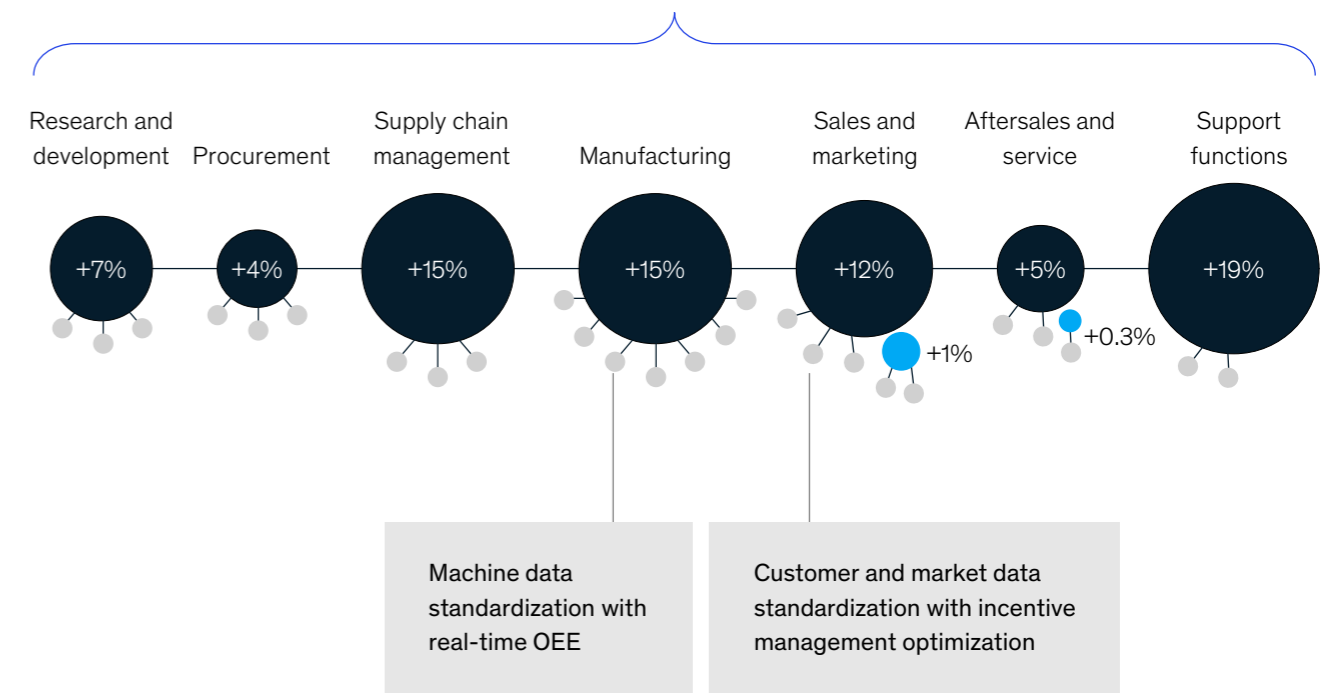 Research and
development
Procurement
Supply chain
management
Manufacturing
Sales and
marketing
Aftersales and
service
Support
functions
+7%
+4%
+15%
+15%
+12%
+5%
+19%
+1%
+0.3%
Machine data
standardization with
real-time OEE
Customer and market data
standardization with incentive
management optimization